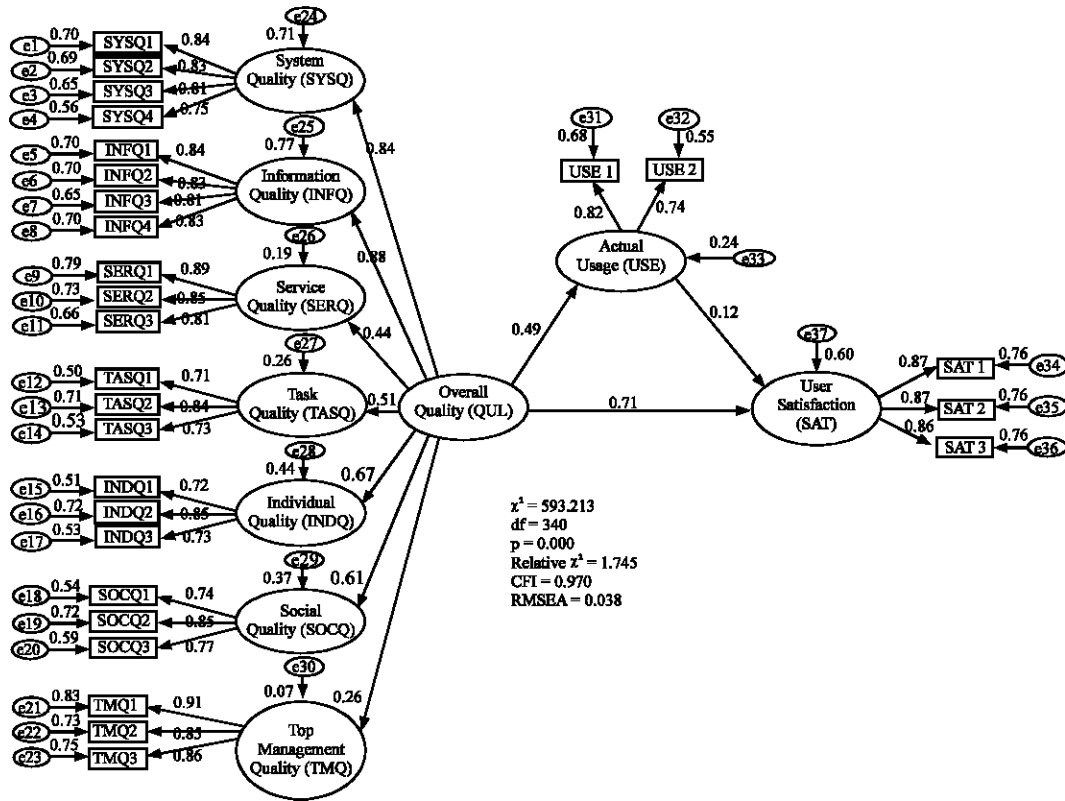 e24
e1 0.70 SYSQ1 0.84 0.71
e2 0.69 SYSQ2 0.83
System
Quality (SYSQ)
e3 0.65 SYSQ3 0.81
e4 0.56 SYSQ4 0.75
e25
e5 0.70 INFQ1 0.84 0.77
e6 0.70 INFQ2 0.83
Information
Quality (INFQ)
e7 0.65 INFQ3 0.81
e8 0.70 INFQ4 0.83
e26
e9 0.79 SERQ1 0.89 0.19
e10 0.73 SERQ2 0.85
Service
Quality (SERQ)
e11 0.66 SERQ3 0.81
e27
e12 0.50 TASQ1 0.71 0.26
e13 0.71 TASQ2 0.84
Task
Quality (TASQ)
e14 0.53 TASQ3 0.73
e28
e15 0.51 INDQ1 0.72 0.44
e16 0.72 INDQ2 0.85
Individual
Quality (INDQ)
e17 0.53 INDQ3 0.73
e29
e18 0.54 SOCQ1 0.74 0.37
e19 0.72 SOCQ2 0.85
Social
Quality (SOCQ)
e20 0.59 SOCQ3 0.77
e30
e21 0.83 TMQ1 0.91 0.07
e22 0.73 TMQ2 0.85
Top
Management
Quality (TMQ)
e23 0.75 TMQ3 0.86
0.84
0.88
0.44
0.51
0.67
0.61
0.26
Overall
Quality (QUL)
0.49
0.71
e31 e32
0.68 0.55
USE 1 USE 2
0.82 0.74
Actual
Usage (USE)
0.24 e33
0.12
e37
0.60
User
Satisfaction
(SAT)
0.87 SAT 1 0.76 e34
0.87 SAT 2 0.76 e35
0.86 SAT 3 0.76 e36
χ² = 593.213
df = 340
p = 0.000
Relative χ² = 1.745
CFI = 0.970
RMSEA = 0.038